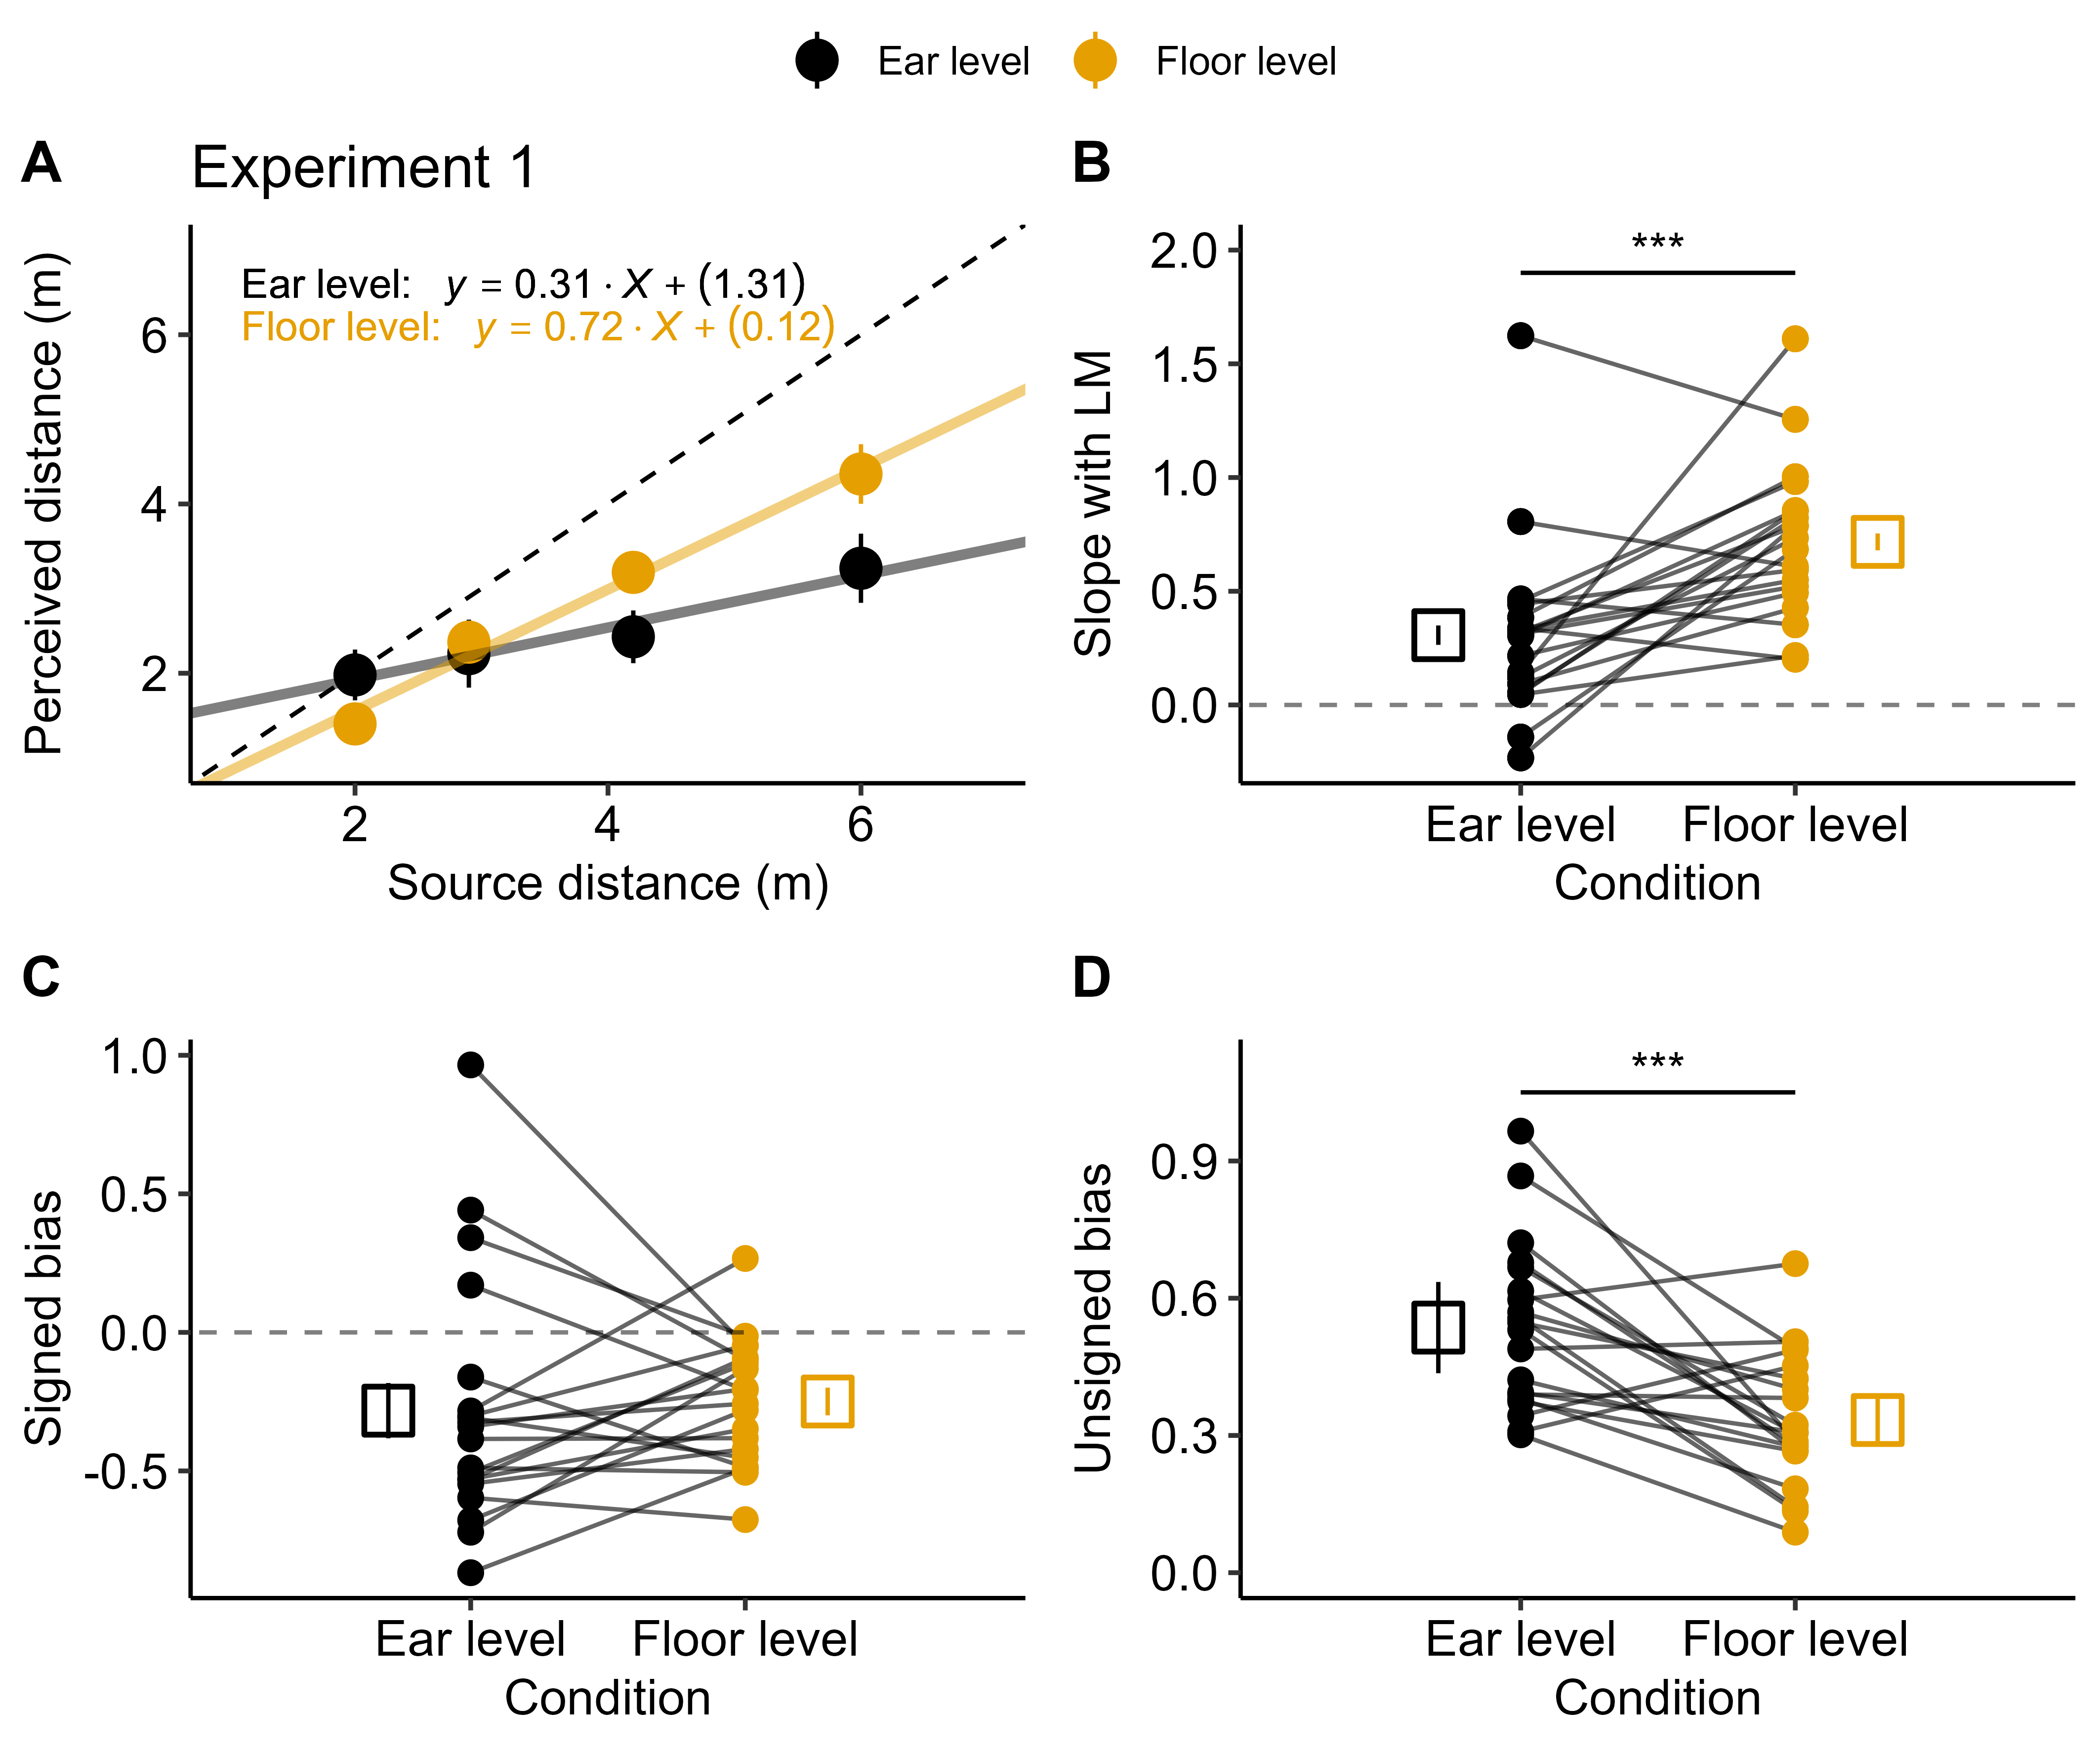 Ear level Floor level
A Experiment 1
Ear level: y = 0.31 · X + (1.31)
Floor level: y = 0.72 · X + (0.12)
Perceived distance (m)
6
4
2
2 4 6
Source distance (m)
B
***
Slope with LM
2.0
1.5
1.0
0.5
0.0
Ear level Floor level
Condition
C
Signed bias
1.0
0.5
0.0
-0.5
Ear level Floor level
Condition
D
***
Unsigned bias
0.9
0.6
0.3
0.0
Ear level Floor level
Condition